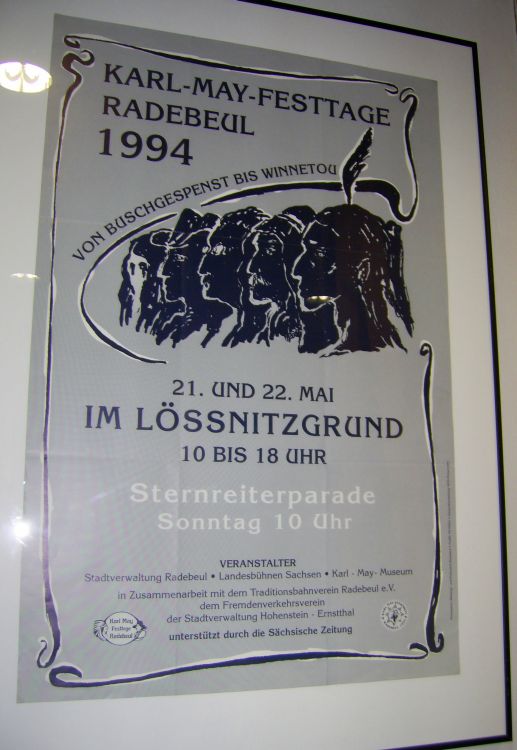 KARL-MAY-FESTTAGE
RADEBEUL
1994
VON BUSCHGESPENST BIS WINNETOU
21. UND 22. MAI
IM LÖSSNITZGRUND
10 BIS 18 UHR
Sternreiterparade
Sonntag 10 Uhr
VERANSTALTER
Stadtverwaltung Radebeul • Landesbühnen Sachsen • Karl - May- Museum
in Zusammenarbeit mit dem Traditionsbahnverein Radebeul e.V.
dem Fremdenverkehrsverein
der Stadtverwaltung Hohenstein - Ernstthal
unterstützt durch die Sächsische Zeitung
Karl May
Festtage
Radebeul